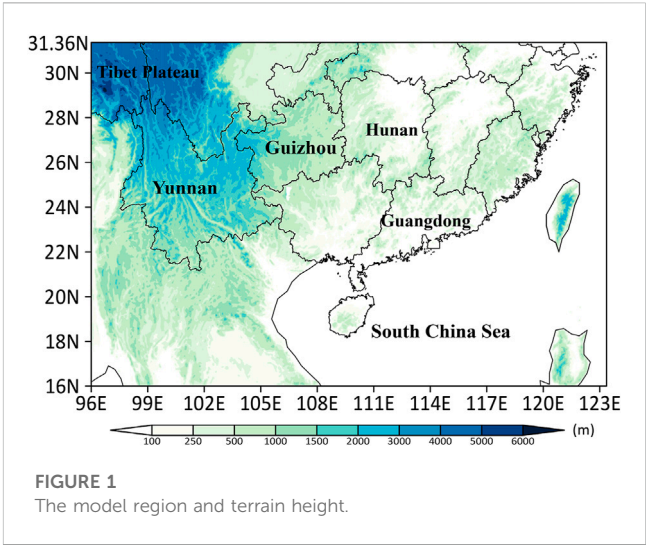 31.36N
30N
28N
26N
24N
22N
20N
18N
16N
Tibet Plateau
Hunan
Guizhou
Yunnan
Guangdong
South China Sea
96E 99E 102E 105E 108E 111E 114E 117E 120E 123E
100 250 500 1000 1500 2000 3000 4000 5000 6000 (m)
FIGURE 1
The model region and terrain height.